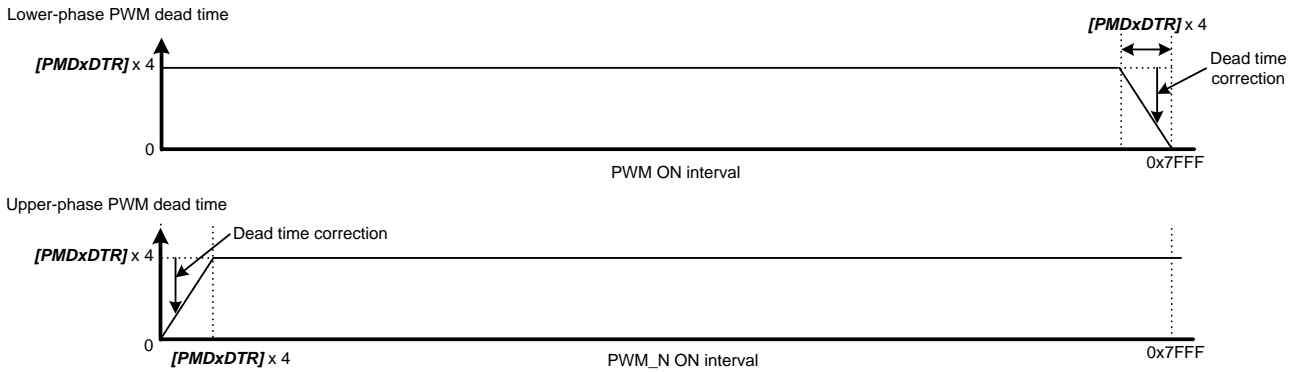 Lower-phase PWM dead time
[PMDxDTR] x 4
[PMDxDTR] x 4
Dead time
correction
0
PWM ON interval
0x7FFF
Upper-phase PWM dead time
Dead time correction
[PMDxDTR] x 4
0
[PMDxDTR] x 4
PWM_N ON interval
0x7FFF